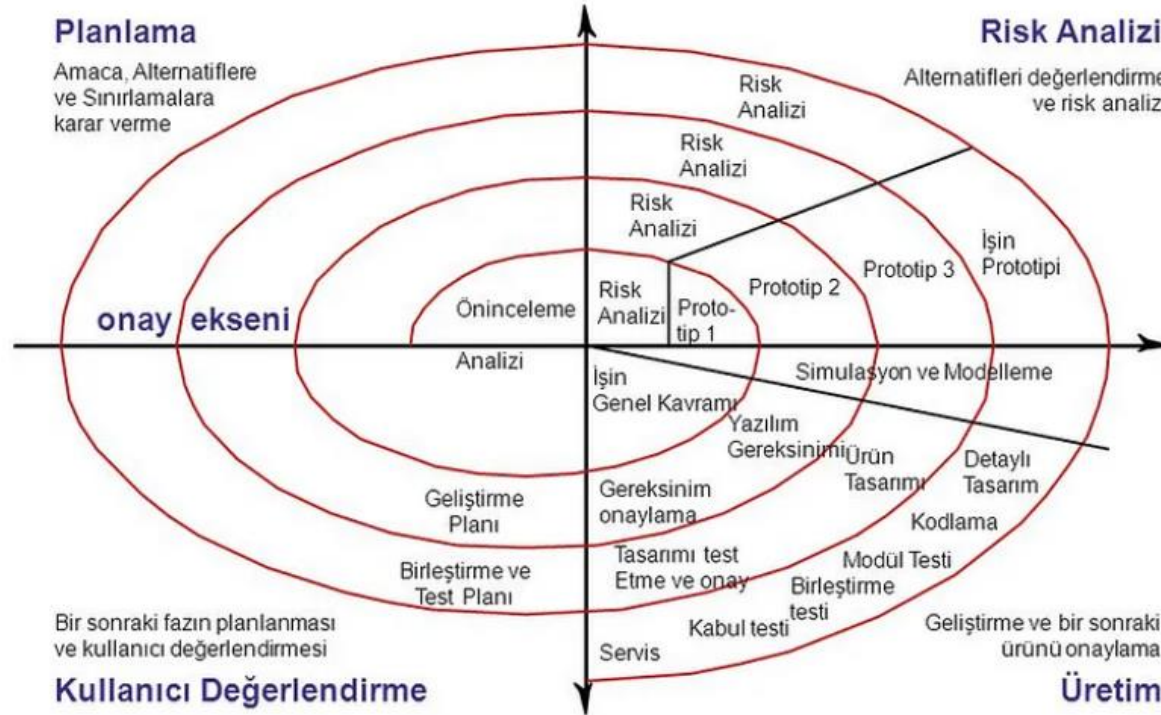 Planlama
Amaca, Alternatiflere
ve Sınırlamalara
karar verme
Risk Analizi
Alternatifleri değerlendirme
ve risk analiz
Risk
Analizi
Risk
Analizi
Risk
Analizi
Risk
Analizi
Proto-
tip 1
Prototip 2
Prototip 3
İşin
Prototipi
Öninceleme
onay ekseni
Analizi
Simulasyon ve Modelleme
İşin
Genel Kavramı
Yazılım
Gereksinimi
Ürün
Tasarımı
Detaylı
Tasarım
Geliştirme
Planı
Gereksinim
onaylama
Kodlama
Birleştirme ve
Test Planı
Tasarımı test
Etme ve onay
Modül Testi
Birleştirme
testi
Kabul testi
Servis
Bir sonraki fazın planlanması
ve kullanıcı değerlendirmesi
Kullanıcı Değerlendirme
Geliştirme ve bir sonraki
ürünü onaylama
Üretim